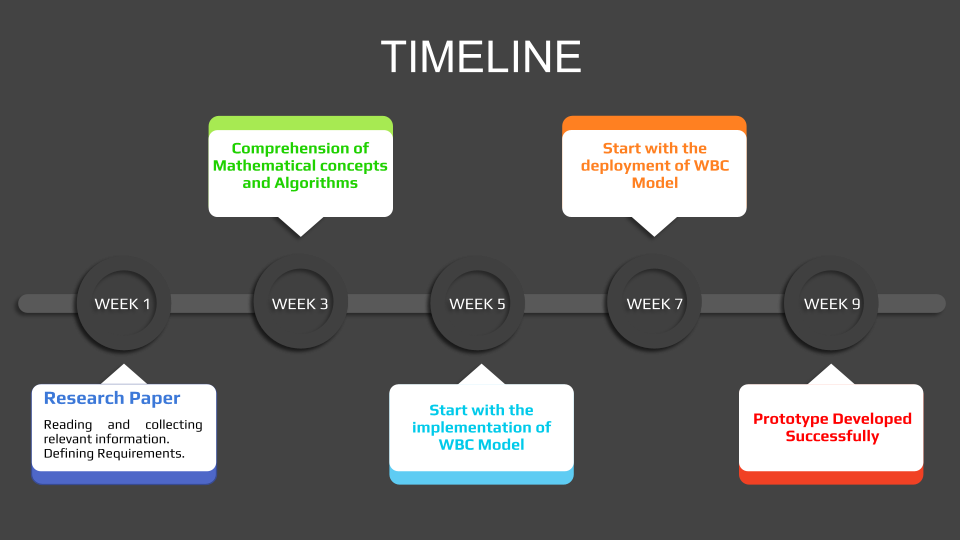 TIMELINE
Comprehension of
Mathematical concepts
and Algorithms
Start with the
deployment of WBC
Model
WEEK 1
WEEK 3
WEEK 5
WEEK 7
WEEK 9
Research Paper
Reading and collecting
relevant information.
Defining Requirements.
Start with the
implementation of
WBC Model
Prototype Developed
Successfully